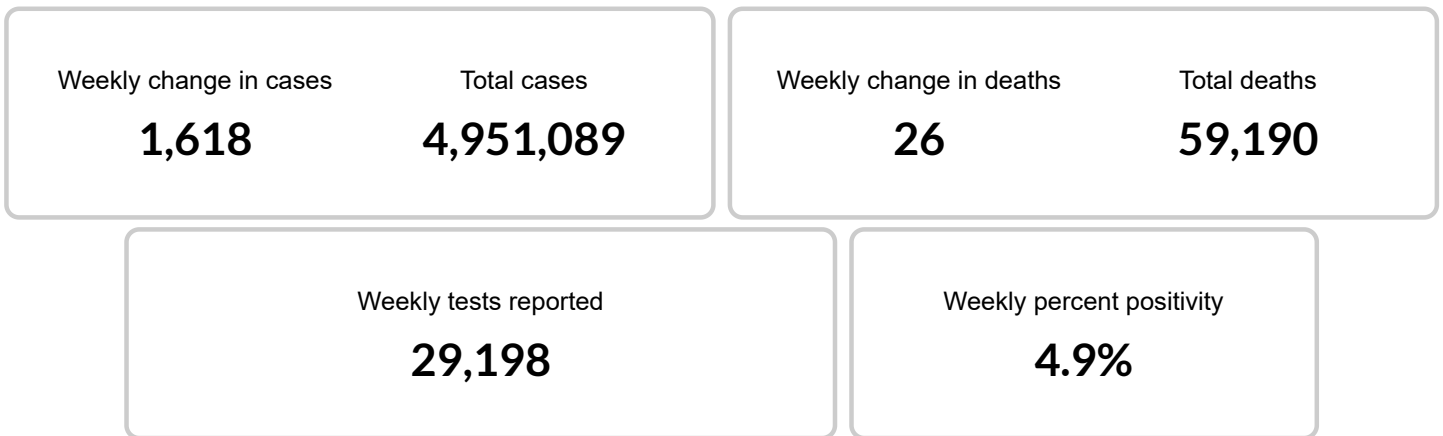 Weekly change in cases
1,618
Total cases
4,951,089
Weekly change in deaths
26
Total deaths
59,190
Weekly tests reported
29,198
Weekly percent positivity
4.9%